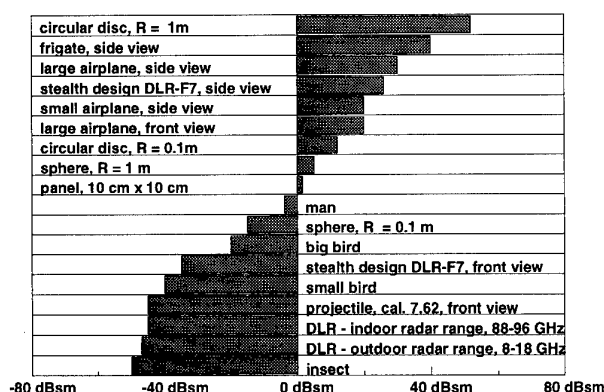 circular disc, R = 1m
frigate, side view
large airplane, side view
stealth design DLR-F7, side view
small airplane, side view
large airplane, front view
circular disc, R = 0.1m
sphere, R = 1 m
panel, 10 cm x 10 cm
man
sphere, R = 0.1 m
big bird
stealth design DLR-F7, front view
small bird
projectile, cal. 7.62, front view
DLR - indoor radar range, 88-96 GHz
DLR - outdoor radar range, 8-18 GHz
insect
-80 dBsm -40 dBsm 0 dBsm 40 dBsm 80 dBsm